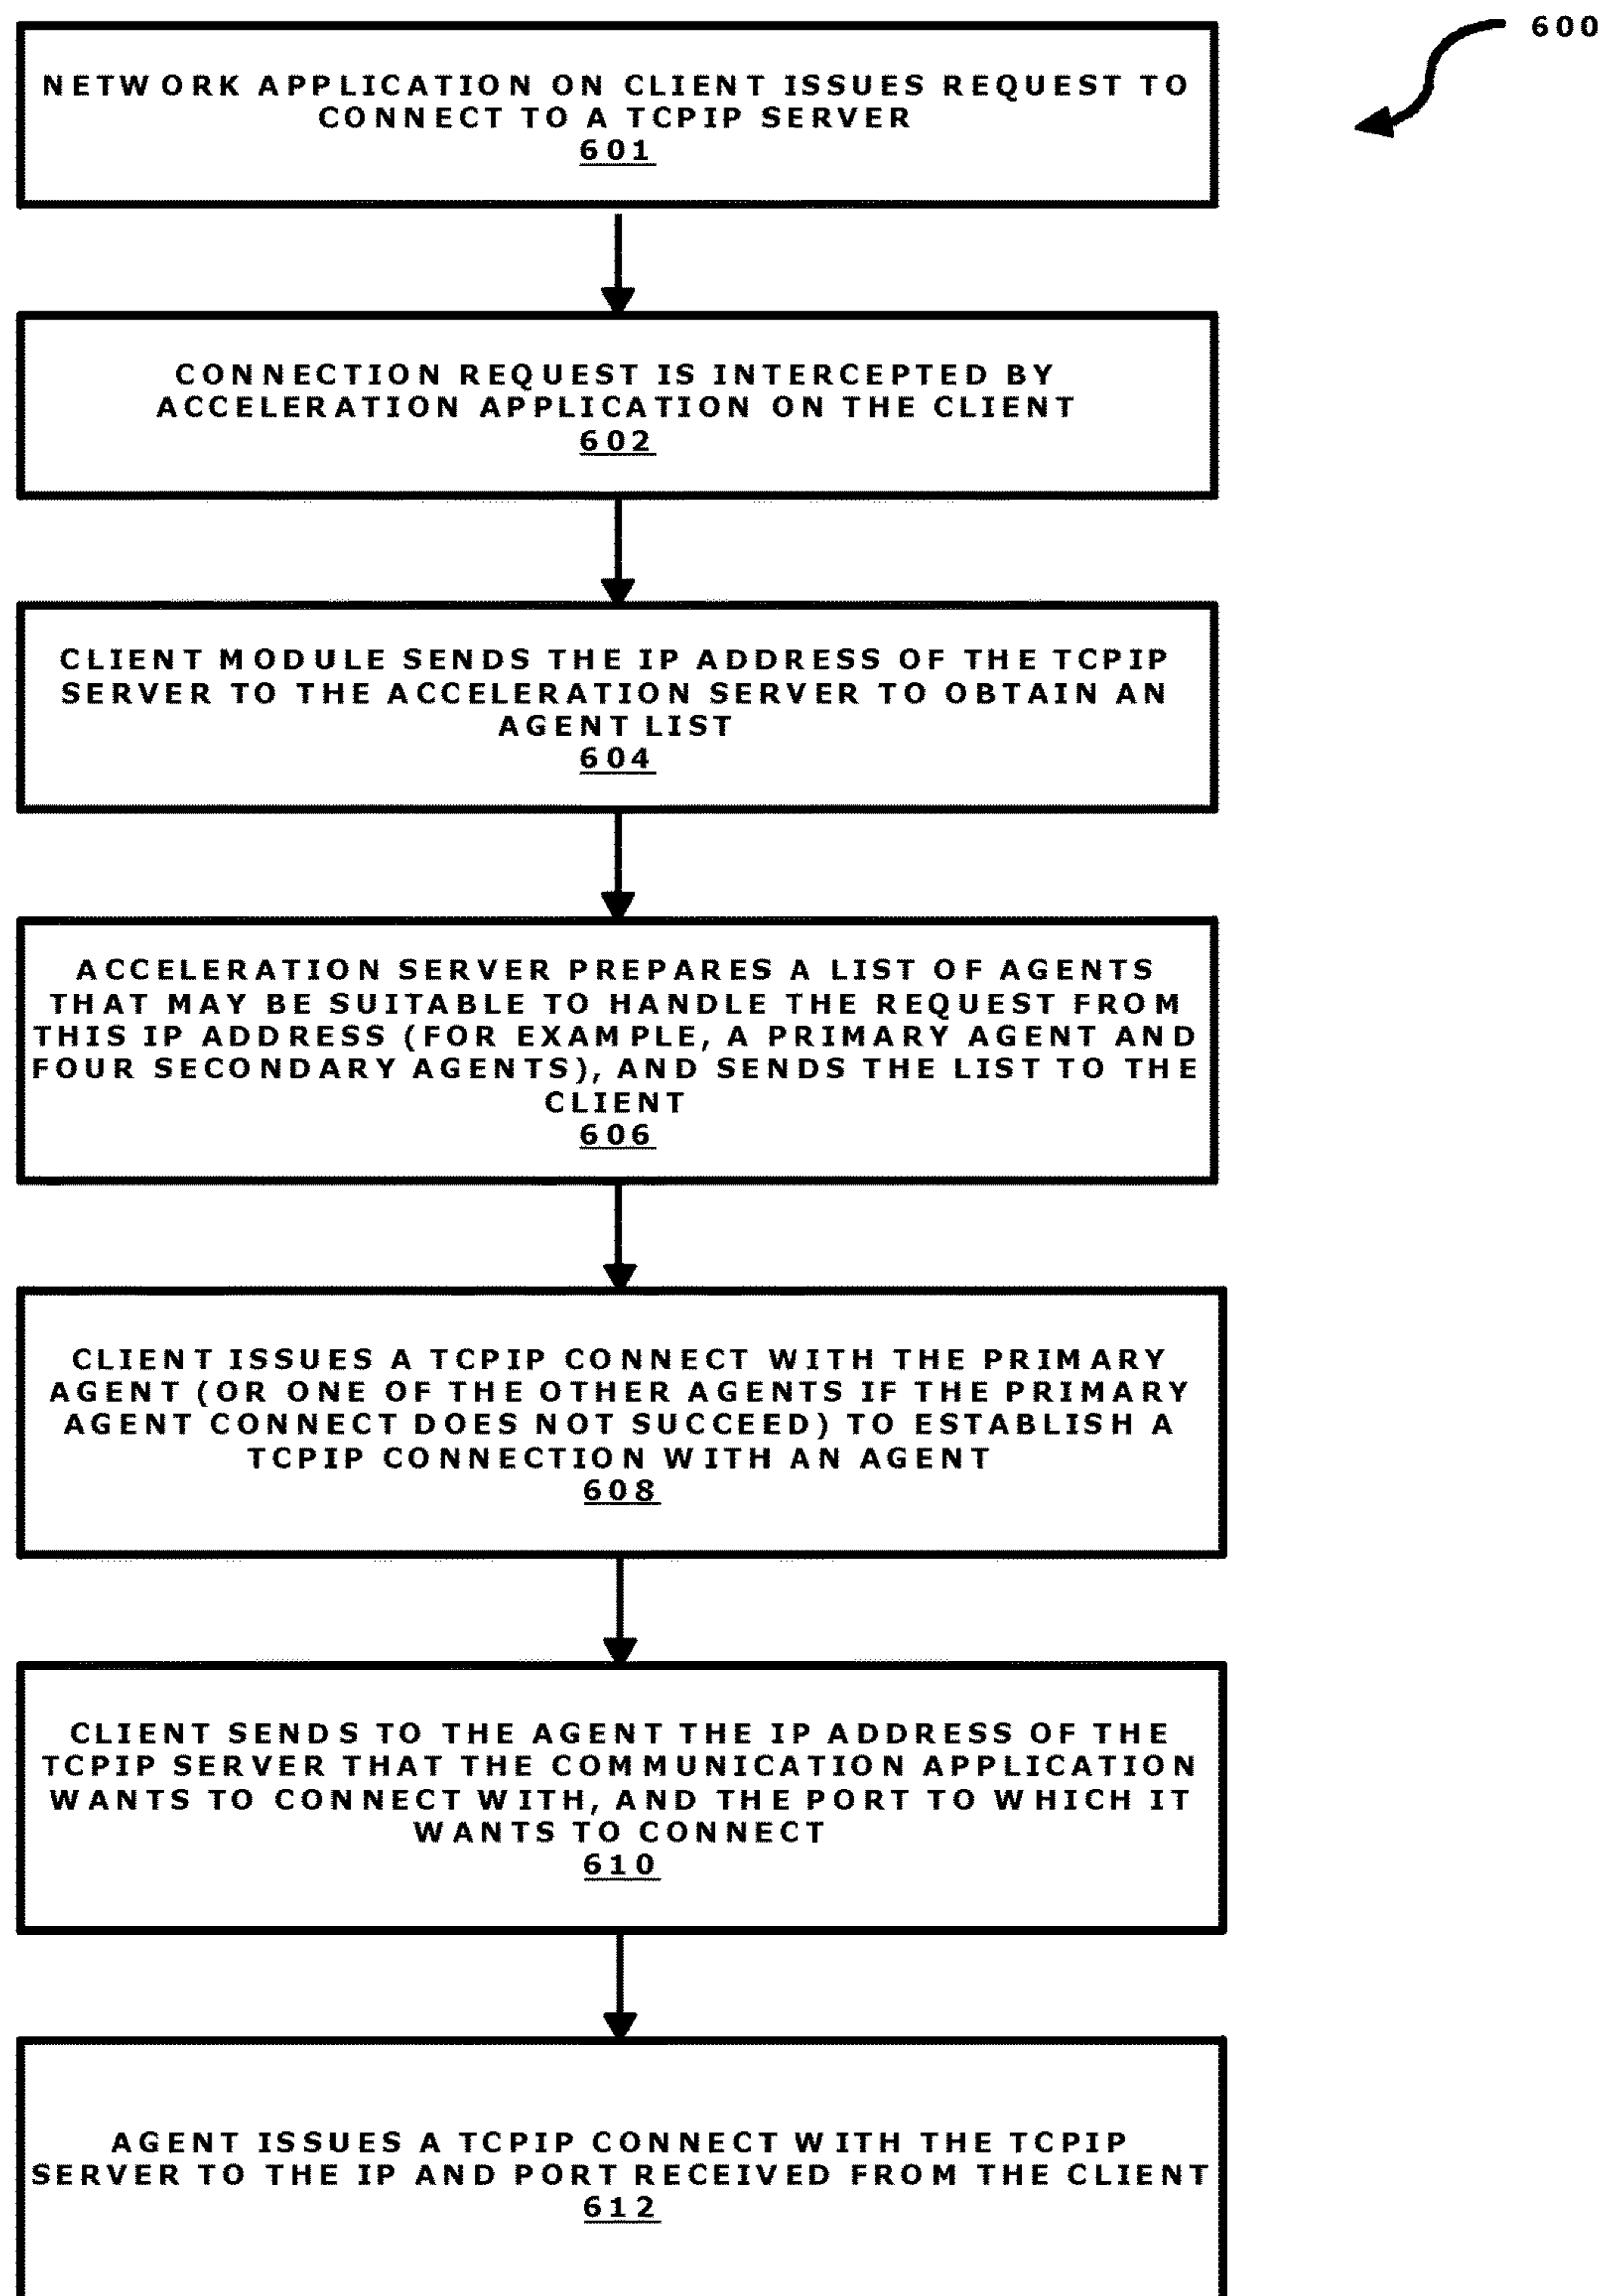 600
NETWORK APPLICATION ON CLIENT ISSUES REQUEST TO
CONNECT TO A TCPIP SERVER
601
CONNECTION REQUEST IS INTERCEPTED BY
ACCELERATION APPLICATION ON THE CLIENT
602
CLIENT MODULE SENDS THE IP ADDRESS OF THE TCPIP
SERVER TO THE ACCELERATION SERVER TO OBTAIN AN
AGENT LIST
604
ACCELERATION SERVER PREPARES A LIST OF AGENTS
THAT MAY BE SUITABLE TO HANDLE THE REQUEST FROM
THIS IP ADDRESS (FOR EXAMPLE, A PRIMARY AGENT AND
FOUR SECONDARY AGENTS), AND SENDS THE LIST TO THE
CLIENT
606
CLIENT ISSUES A TCPIP CONNECT WITH THE PRIMARY
AGENT (OR ONE OF THE OTHER AGENTS IF THE PRIMARY
AGENT CONNECT DOES NOT SUCCEED) TO ESTABLISH A
TCPIP CONNECTION WITH AN AGENT
608
CLIENT SENDS TO THE AGENT THE IP ADDRESS OF THE
TCPIP SERVER THAT THE COMMUNICATION APPLICATION
WANTS TO CONNECT WITH, AND THE PORT TO WHICH IT
WANTS TO CONNECT
610
AGENT ISSUES A TCPIP CONNECT WITH THE TCPIP
SERVER TO THE IP AND PORT RECEIVED FROM THE CLIENT
612